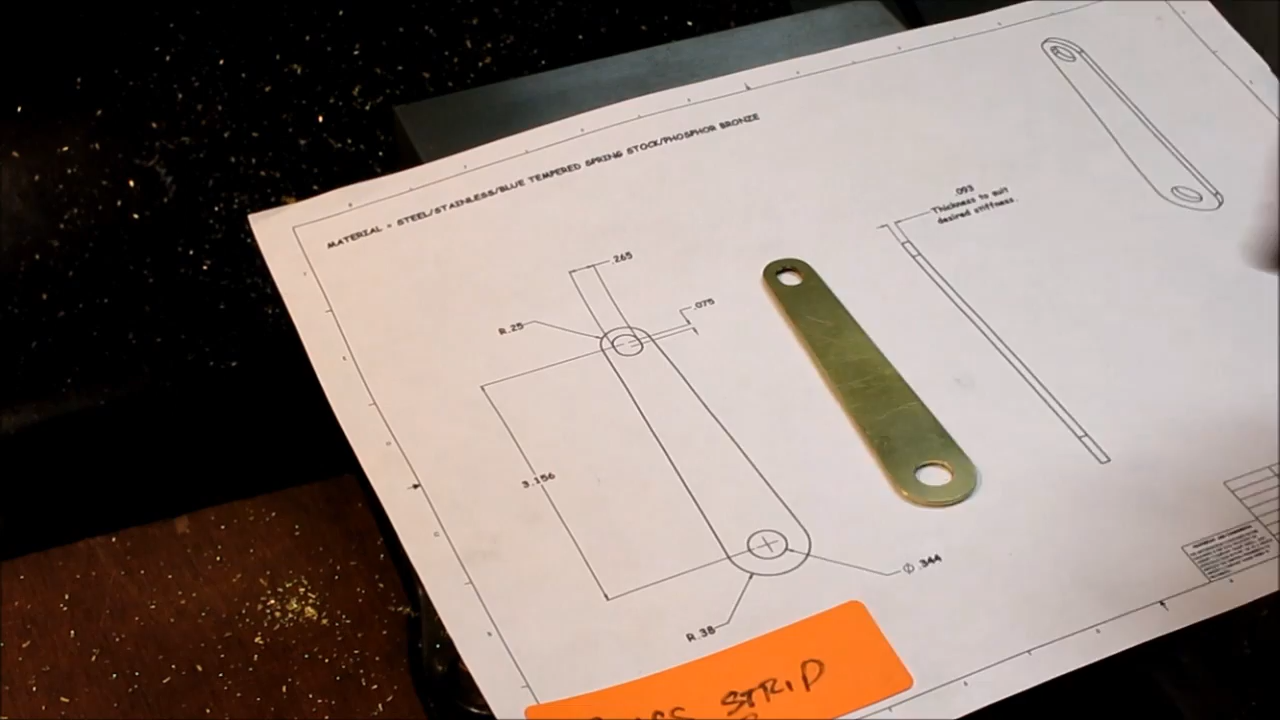 MATERIAL = STEEL/STAINLESS/BLUE TEMPERED SPRING STOCK/PHOSPHOR BRONZE
.093
Thickness to suit
desired stiffness.
.265
.075
R.25
3.156
Ø .344
R.38
STRIP